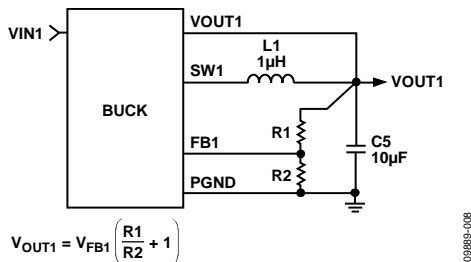 VIN1
VOUT1
L1
1µH
SW1
VOUT1
BUCK
R1
FB1
C5
10µF
R2
PGND
V_OUT1 = V_FB1 (R1/R2 + 1)
09889-008